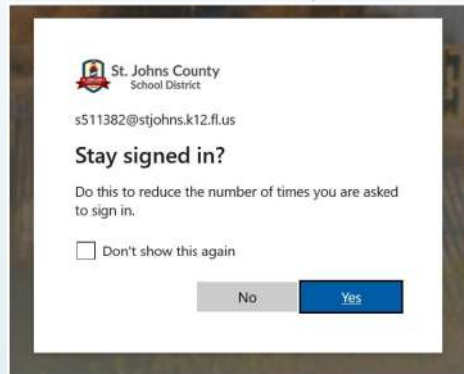 St. Johns County
School District
s511382@stjohns.k12.fl.us
Stay signed in?
Do this to reduce the number of times you are asked
to sign in.
Don't show this again
No
Yes